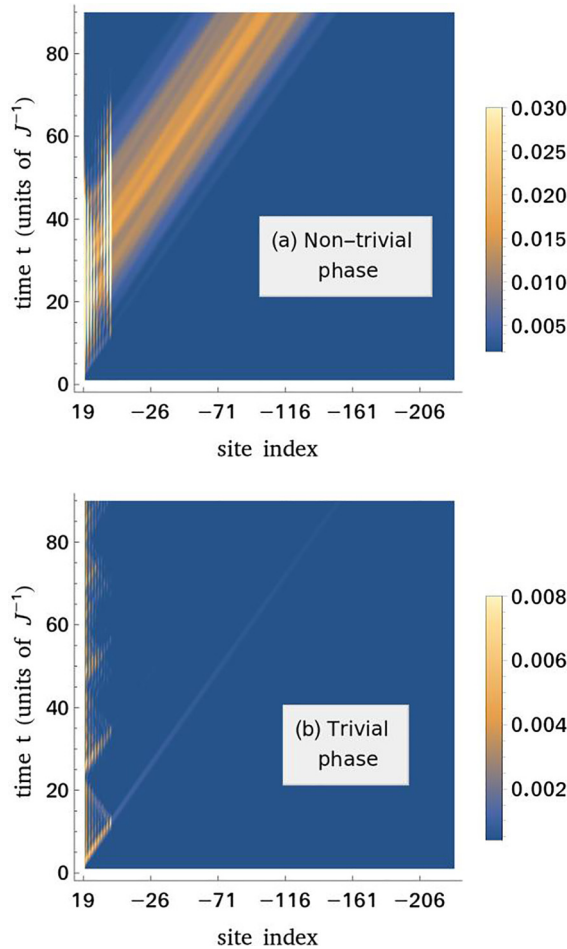 80
60
40
20
0
time t (units of J⁻¹)
19 −26 −71 −116 −161 −206
site index
(a) Non−trivial
phase
0.030
0.020
0.015
0.010
0.005
80
60
40
20
0
time t (units of J⁻¹)
19 −26 −71 −116 −161 −206
site index
(b) Trivial
phase
0.008
0.006
0.004
0.002